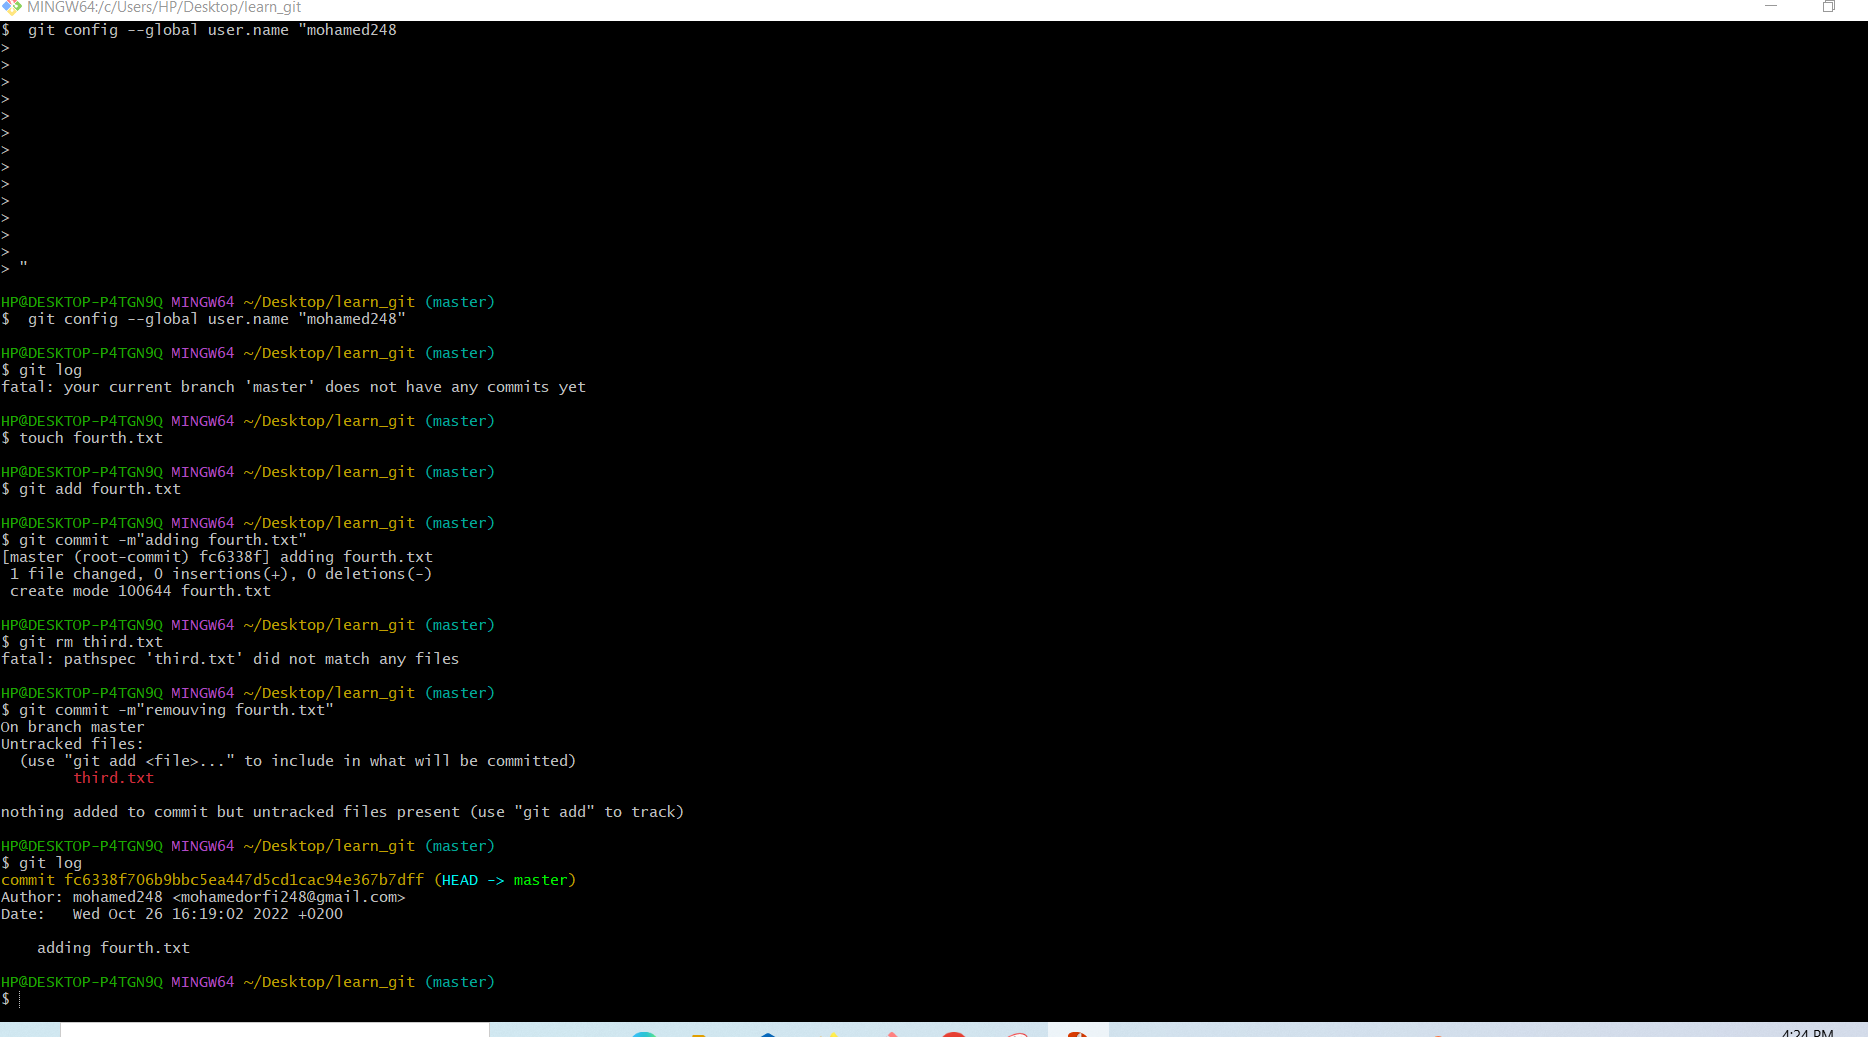 MINGW64:/c/Users/HP/Desktop/learn_git
$  git config --global user.name "mohamed248
>
>
>
>
>
>
>
>
>
>
>
>
>
> "
HP@DESKTOP-P4TGN9Q MINGW64 ~/Desktop/learn_git (master)
$  git config --global user.name "mohamed248"
HP@DESKTOP-P4TGN9Q MINGW64 ~/Desktop/learn_git (master)
$ git log
fatal: your current branch 'master' does not have any commits yet
HP@DESKTOP-P4TGN9Q MINGW64 ~/Desktop/learn_git (master)
$ touch fourth.txt
HP@DESKTOP-P4TGN9Q MINGW64 ~/Desktop/learn_git (master)
$ git add fourth.txt
HP@DESKTOP-P4TGN9Q MINGW64 ~/Desktop/learn_git (master)
$ git commit -m"adding fourth.txt"
[master (root-commit) fc6338f] adding fourth.txt
 1 file changed, 0 insertions(+), 0 deletions(-)
 create mode 100644 fourth.txt
HP@DESKTOP-P4TGN9Q MINGW64 ~/Desktop/learn_git (master)
$ git rm third.txt
fatal: pathspec 'third.txt' did not match any files
HP@DESKTOP-P4TGN9Q MINGW64 ~/Desktop/learn_git (master)
$ git commit -m"remouving fourth.txt"
On branch master
Untracked files:
  (use "git add <file>..." to include in what will be committed)
        third.txt
nothing added to commit but untracked files present (use "git add" to track)
HP@DESKTOP-P4TGN9Q MINGW64 ~/Desktop/learn_git (master)
$ git log
commit fc6338f706b9bbc5ea447d5cd1cac94e367b7dff (HEAD -> master)
Author: mohamed248 <mohamedorfi248@gmail.com>
Date:   Wed Oct 26 16:19:02 2022 +0200
    adding fourth.txt
HP@DESKTOP-P4TGN9Q MINGW64 ~/Desktop/learn_git (master)
$
4:24 PM